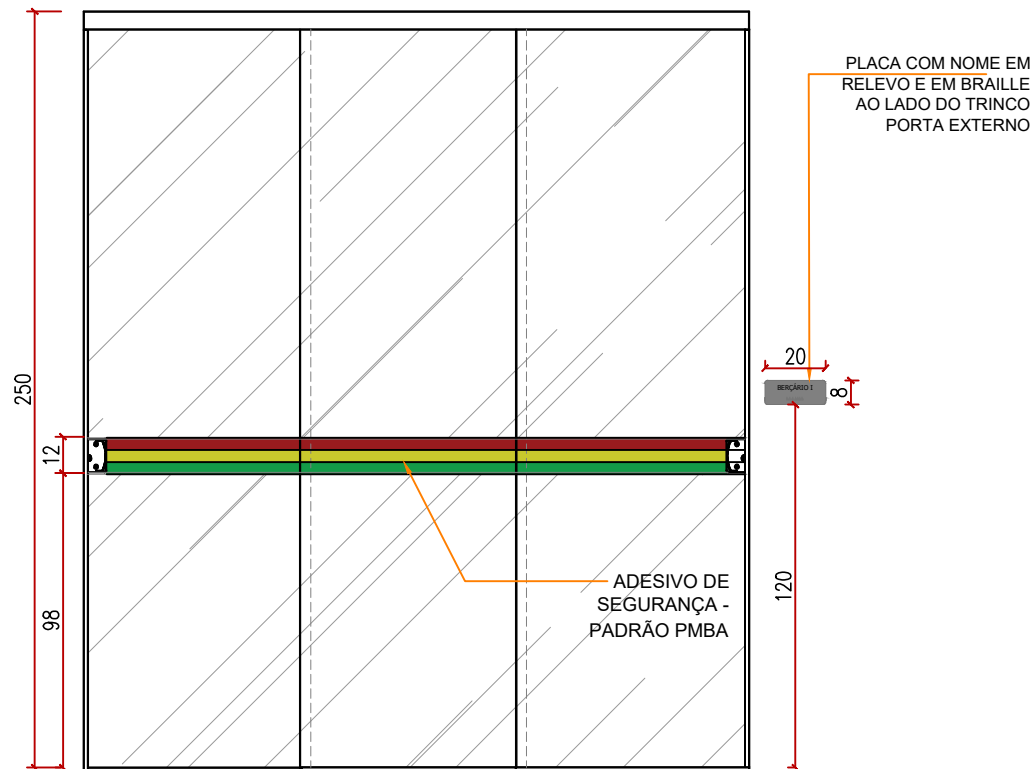 PLACA COM NOME EM
RELEVO E EM BRAILLE
AO LADO DO TRINCO
PORTA EXTERNO
20
BERÇÁRIO I
8
250
12
98
120
ADESIVO DE
SEGURANÇA -
PADRÃO PMBA